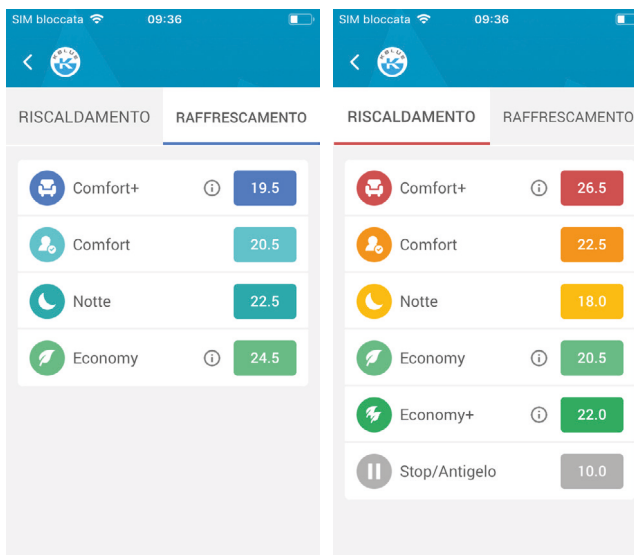 SIM bloccata 09:36
KALUS
K
RISCALDAMENTO RAFFRESCAMENTO
Comfort+ 19.5
Comfort 20.5
Notte 22.5
Economy 24.5
SIM bloccata 09:36
K
RISCALDAMENTO RAFFRESCAMENTO
Comfort+ 26.5
Comfort 22.5
Notte 18.0
Economy 20.5
Economy+ 22.0
Stop/Antigelo 10.0